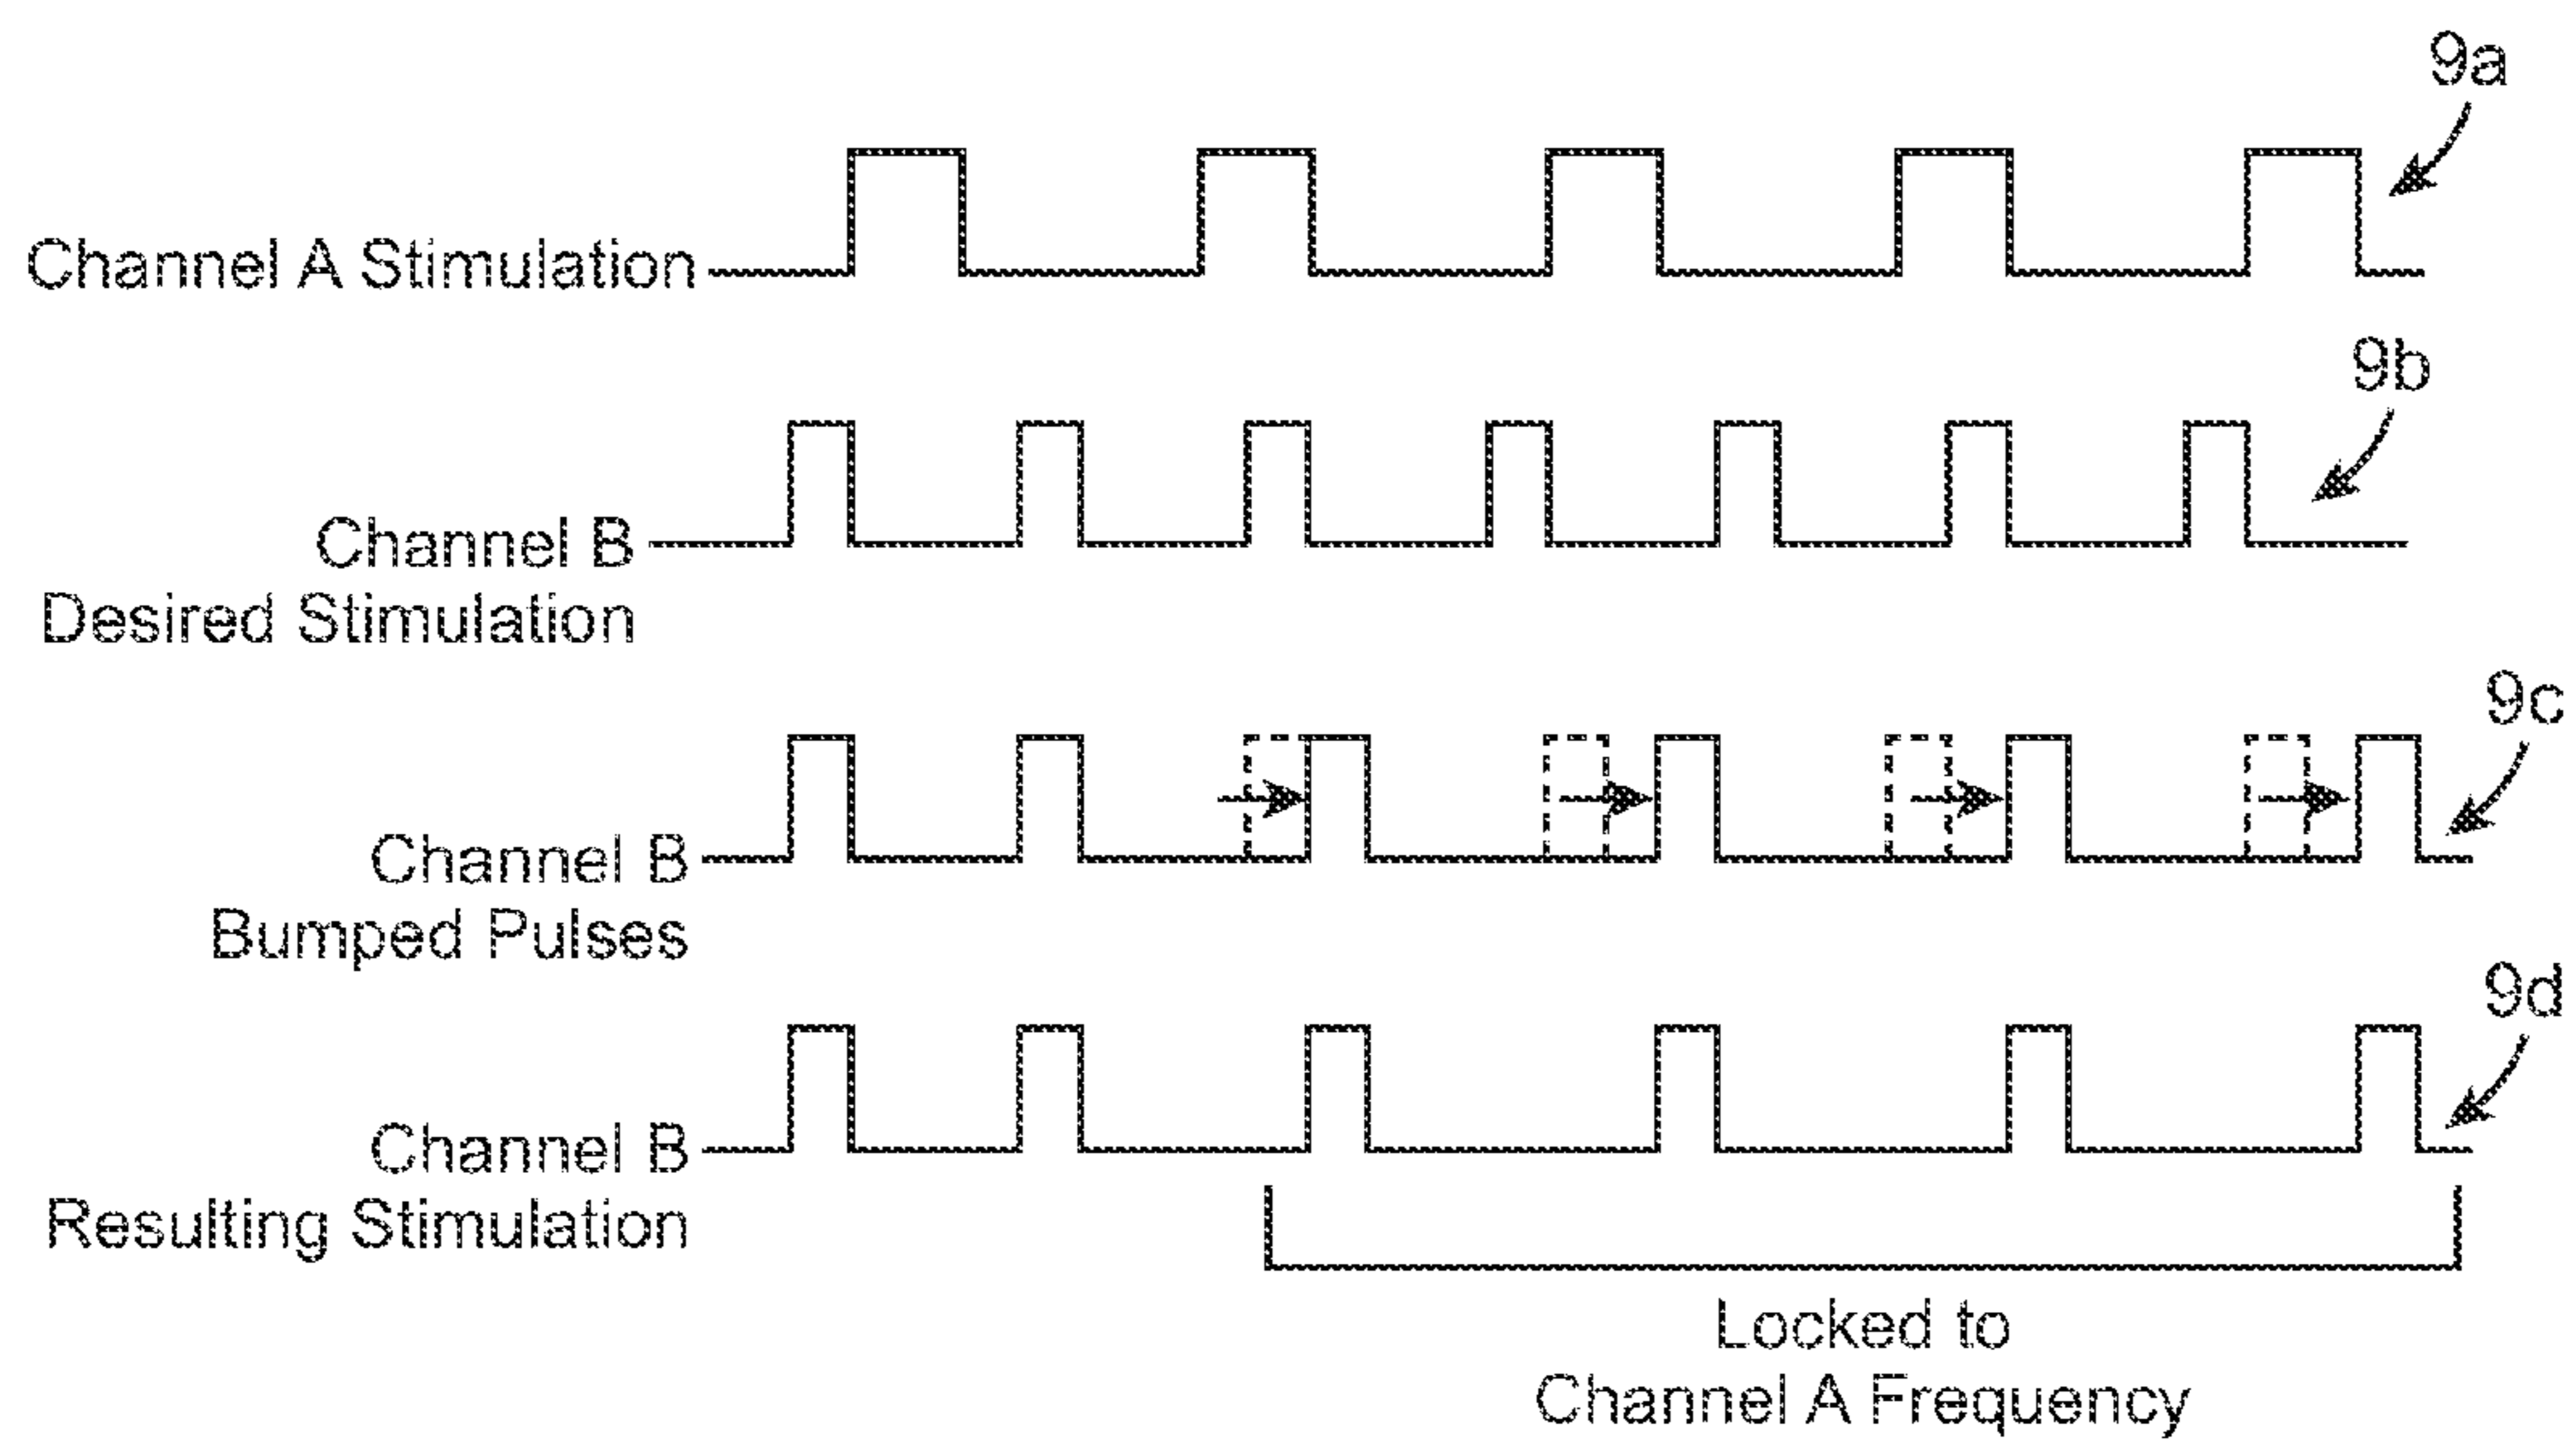 9a
Channel A Stimulation
9b
Channel B
Desired Stimulation
9c
Channel B
Bumped Pulses
9d
Channel B
Resulting Stimulation
Locked to
Channel A Frequency